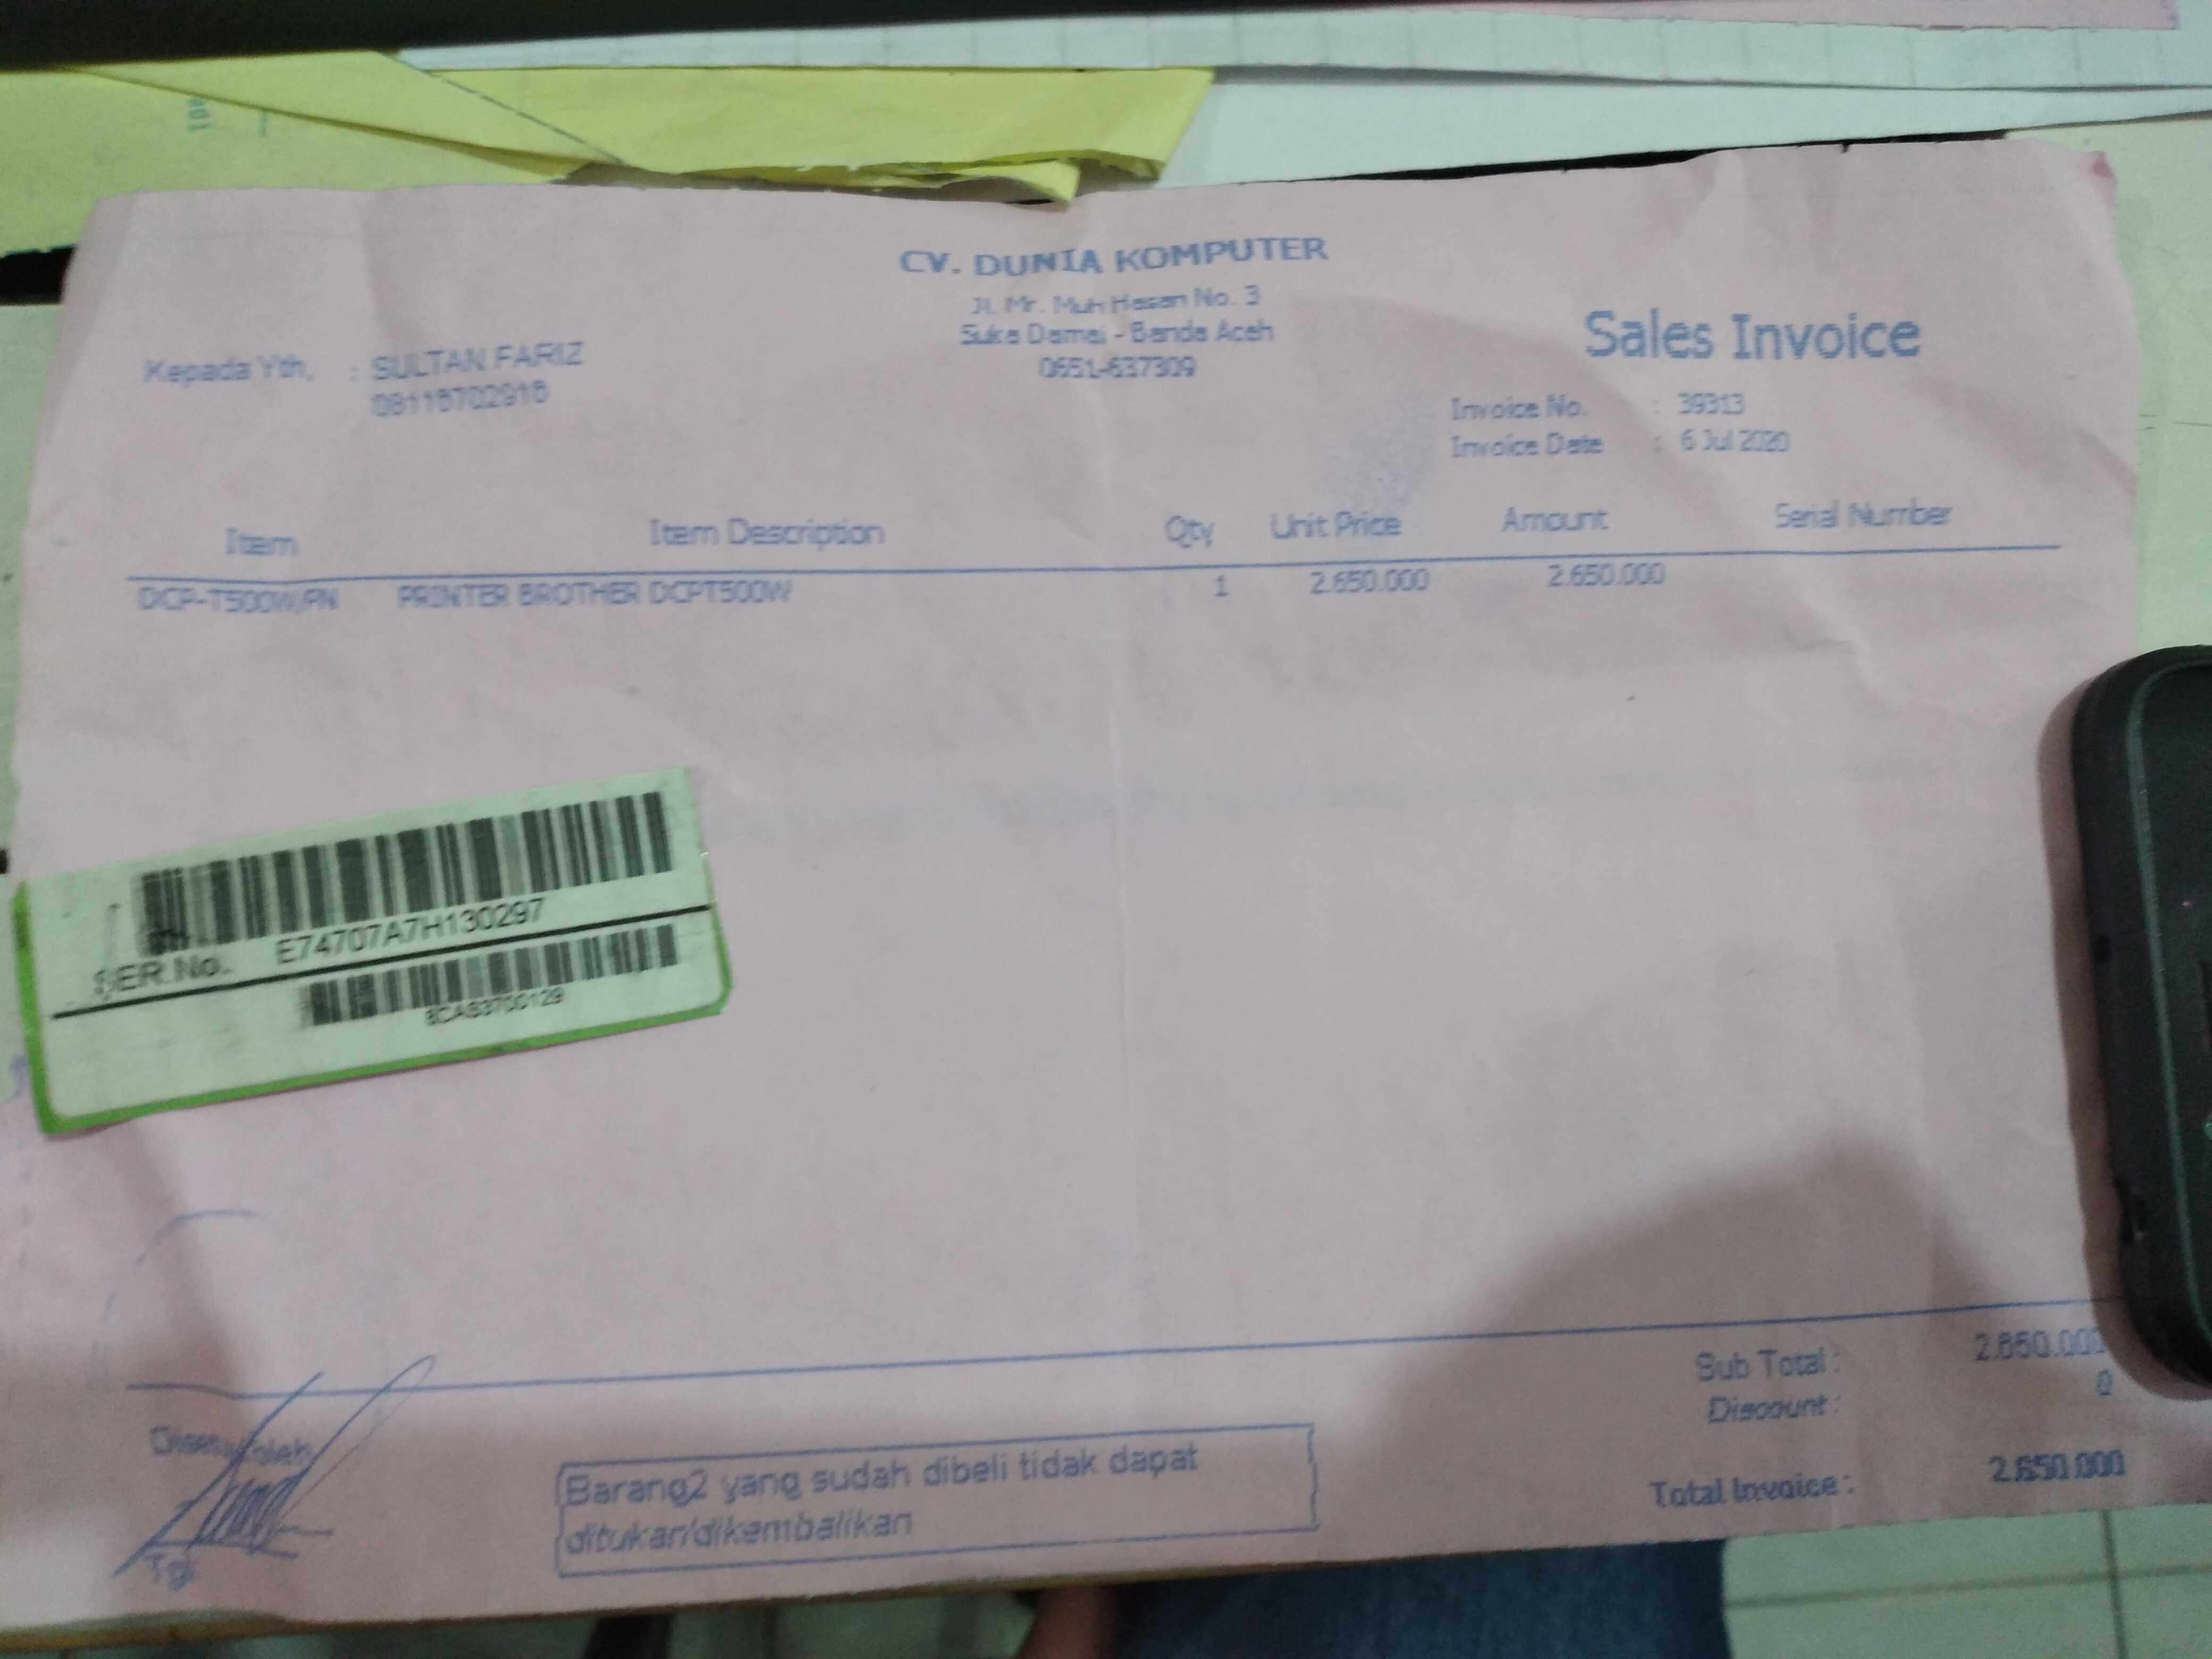 CV. DUNIA KOMPUTER
Jl. Mr. Muh Hasan No. 3
Suka Damai - Banda Aceh
0651-637309
Sales Invoice
Kepada Yth, : SULTAN FARIZ
08116702916
Invoice No. : 39313
Invoice Date : 6 Jul 2020
Item Item Description Qty Unit Price Amount Serial Number
DCP-T500W/PN PRINTER BROTHER DCPT500W 1 2.650.000 2.650.000
SER.No. E74707A7H130297
Sub Total : 2.650.000
Discount : 0
Total Invoice : 2.650.000
oleh
Tgl
Barang2 yang sudah dibeli tidak dapat
ditukar/dikembalikan